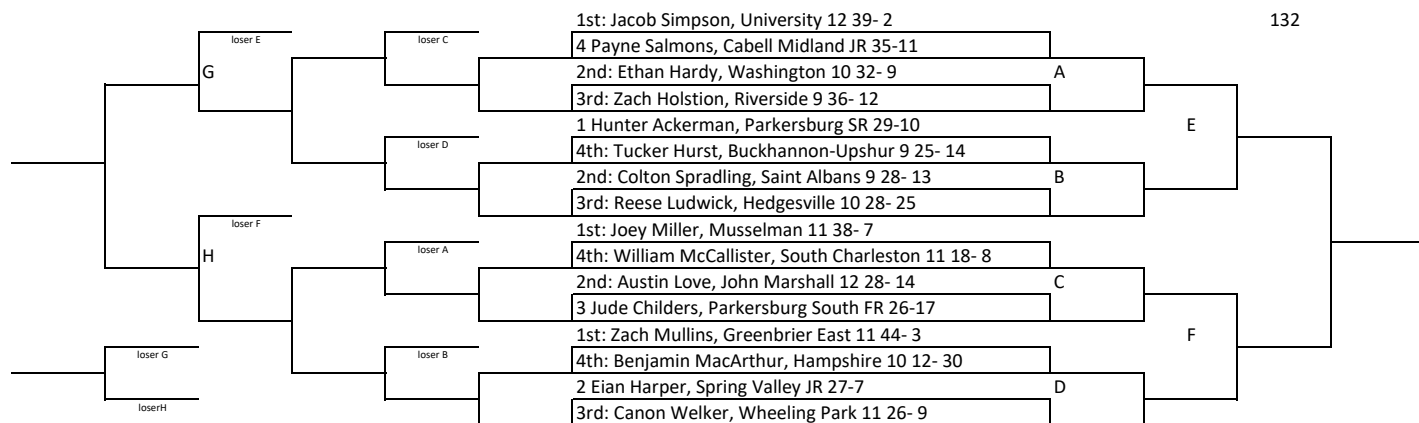 1st: Jacob Simpson, University 12 39- 2
132
loser E
loser C
4 Payne Salmons, Cabell Midland JR 35-11
G
2nd: Ethan Hardy, Washington 10 32- 9
A
3rd: Zach Holstion, Riverside 9 36- 12
1 Hunter Ackerman, Parkersburg SR 29-10
E
loser D
4th: Tucker Hurst, Buckhannon-Upshur 9 25- 14
2nd: Colton Spradling, Saint Albans 9 28- 13
B
3rd: Reese Ludwick, Hedgesville 10 28- 25
loser F
1st: Joey Miller, Musselman 11 38- 7
H
loser A
4th: William McCallister, South Charleston 11 18- 8
2nd: Austin Love, John Marshall 12 28- 14
C
3 Jude Childers, Parkersburg South FR 26-17
1st: Zach Mullins, Greenbrier East 11 44- 3
F
loser G
loser B
4th: Benjamin MacArthur, Hampshire 10 12- 30
2 Eian Harper, Spring Valley JR 27-7
D
loserH
3rd: Canon Welker, Wheeling Park 11 26- 9